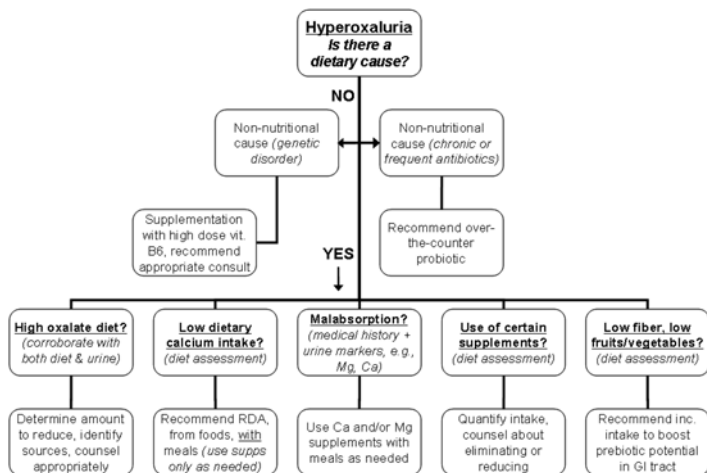 Hyperoxaluria
Is there a
dietary cause?
NO
Non-nutritional
cause (genetic
disorder)
Non-nutritional
cause (chronic or
frequent antibiotics)
Supplementation
with high dose vit.
B6, recommend
appropriate consult
Recommend over-
the-counter
probiotic
YES
High oxalate diet?
(corroborate with
both diet & urine)
Low dietary
calcium intake?
(diet assessment)
Malabsorption?
(medical history +
urine markers, e.g.,
Mg, Ca)
Use of certain
supplements?
(diet assessment)
Low fiber, low
fruits/vegetables?
(diet assessment)
Determine amount
to reduce, identify
sources, counsel
appropriately
Recommend RDA,
from foods, with
meals (use supps
only as needed)
Use Ca and/or Mg
supplements with
meals as needed
Quantify intake,
counsel about
eliminating or
reducing
Recommend inc.
intake to boost
prebiotic potential
in GI tract